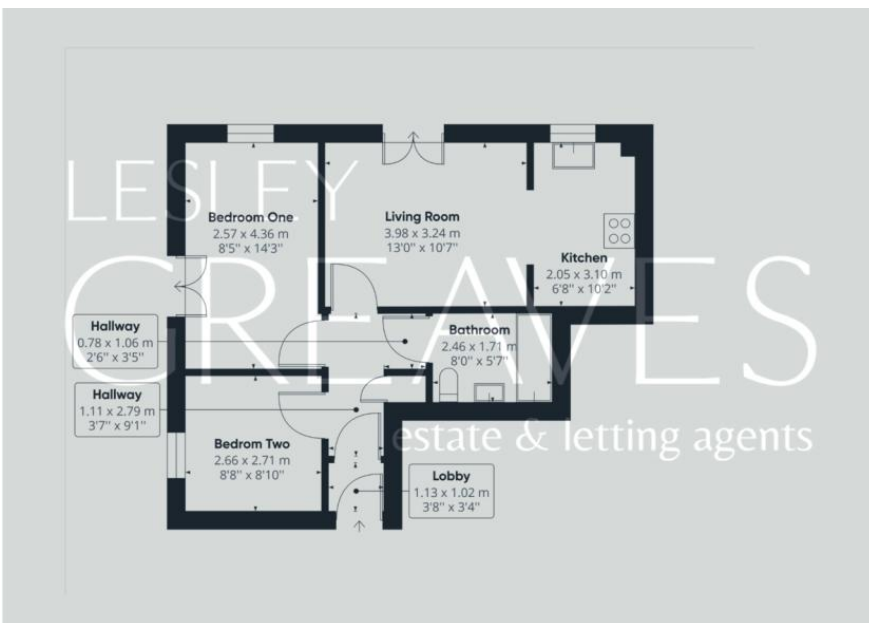 LESLEY
GREAVES
estate & letting agents
Bedroom One
2.57 x 4.36 m
8'5" x 14'3"
Living Room
3.98 x 3.24 m
13'0" x 10'7"
Kitchen
2.05 x 3.10 m
6'8" x 10'2"
Hallway
0.78 x 1.06 m
2'6" x 3'5"
Bathroom
2.46 x 1.71 m
8'0" x 5'7"
Hallway
1.11 x 2.79 m
3'7" x 9'1"
Bedrom Two
2.66 x 2.71 m
8'8" x 8'10"
Lobby
1.13 x 1.02 m
3'8" x 3'4"